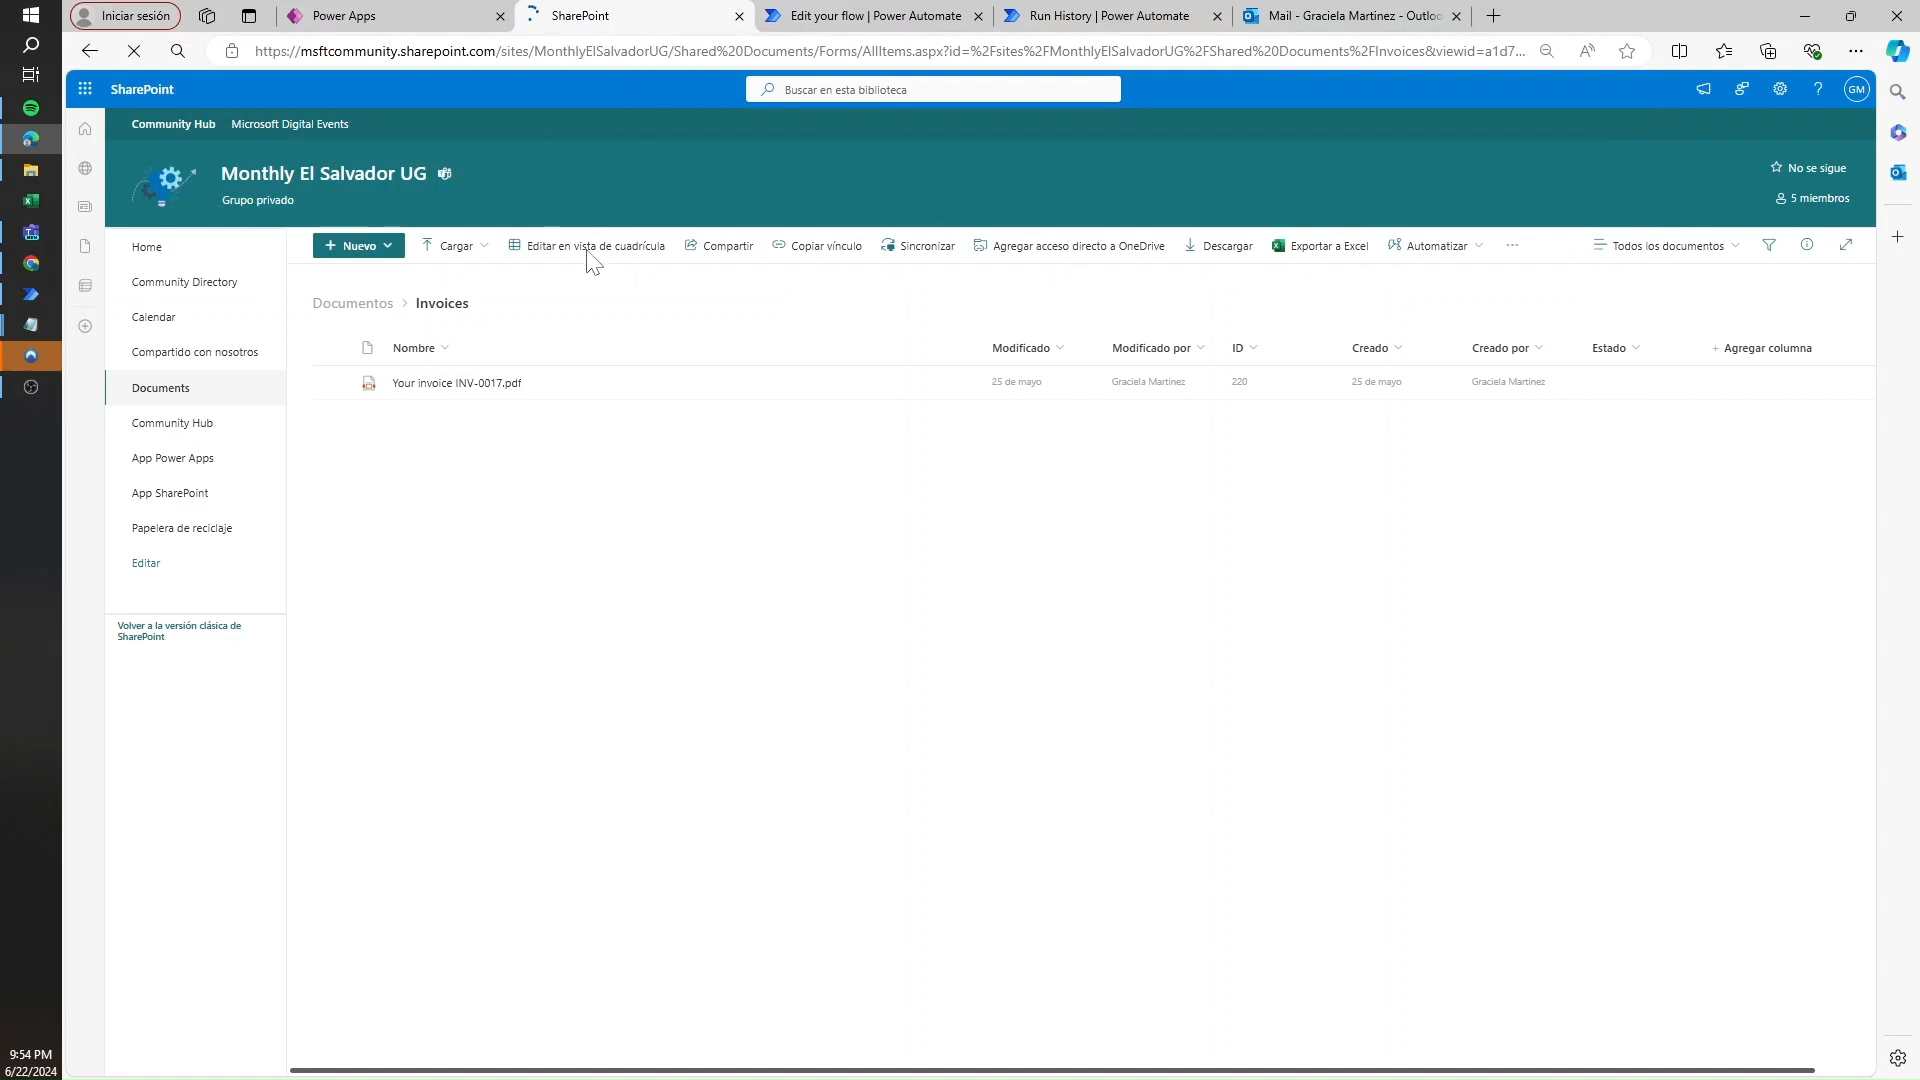 Iniciar sesión
Power Apps
SharePoint
Edit your flow | Power Automate
Run History | Power Automate
Mail - Graciela Martinez - Outloo
https://msftcommunity.sharepoint.com/sites/MonthlyElSalvadorUG/Shared%20Documents/Forms/AllItems.aspx?id=%2Fsites%2FMonthlyElSalvadorUG%2FShared%20Documents%2FInvoices&viewid=a1d7...
SharePoint
Buscar en esta biblioteca
GM
Community Hub
Microsoft Digital Events
Monthly El Salvador UG
Grupo privado
No se sigue
5 miembros
Home
Community Directory
Calendar
Compartido con nosotros
Documents
Community Hub
App Power Apps
App SharePoint
Papelera de reciclaje
Editar
Volver a la versión clásica de
SharePoint
+ Nuevo
Cargar
Editar en vista de cuadrícula
Compartir
Copiar vínculo
Sincronizar
Agregar acceso directo a OneDrive
Descargar
Exportar a Excel
Automatizar
...
Todos los documentos
Documentos > Invoices
Nombre
Modificado
Modificado por
ID
Creado
Creado por
Estado
+ Agregar columna
Your invoice INV-0017.pdf
25 de mayo
Graciela Martinez
220
25 de mayo
Graciela Martinez
9:54 PM
6/22/2024